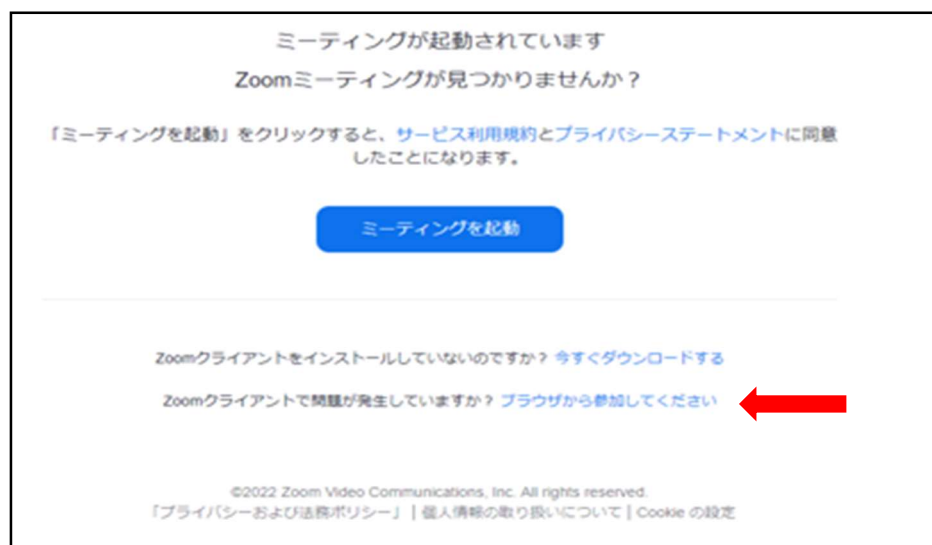 ミーティングが起動されています
Zoomミーティングが見つかりませんか？
「ミーティングを起動」をクリックすると、サービス利用規約とプライバシーステートメントに同意
したことになります。
ミーティングを起動
Zoomクライアントをインストールしていないのですか？ 今すぐダウンロードする
Zoomクライアントで問題が発生していますか？ ブラウザから参加してください
©2022 Zoom Video Communications, Inc. All rights reserved.
「プライバシーおよび法務ポリシー」 | 個人情報の取り扱いについて | Cookie の設定